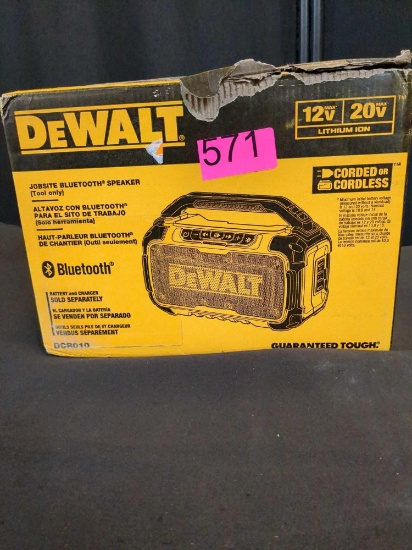 DEWALT®
571
12V MAX* 20V MAX*
LITHIUM ION
CORDED OR
CORDLESS
JOBSITE BLUETOOTH® SPEAKER
(Tool only)
ALTAVOZ CON BLUETOOTH®
PARA EL SITO DE TRABAJO
(Sola herramienta)
HAUT-PARLEUR BLUETOOTH®
DE CHANTIER (Outil seulement)
Bluetooth®
DEWALT
BATTERY AND CHARGER
SOLD SEPARATELY
EL CARGADOR Y LA BATERÍA
SE VENDEN POR SEPARADO
VENDUS SÉPARÉMENT
DCR010
GUARANTEED TOUGH.®